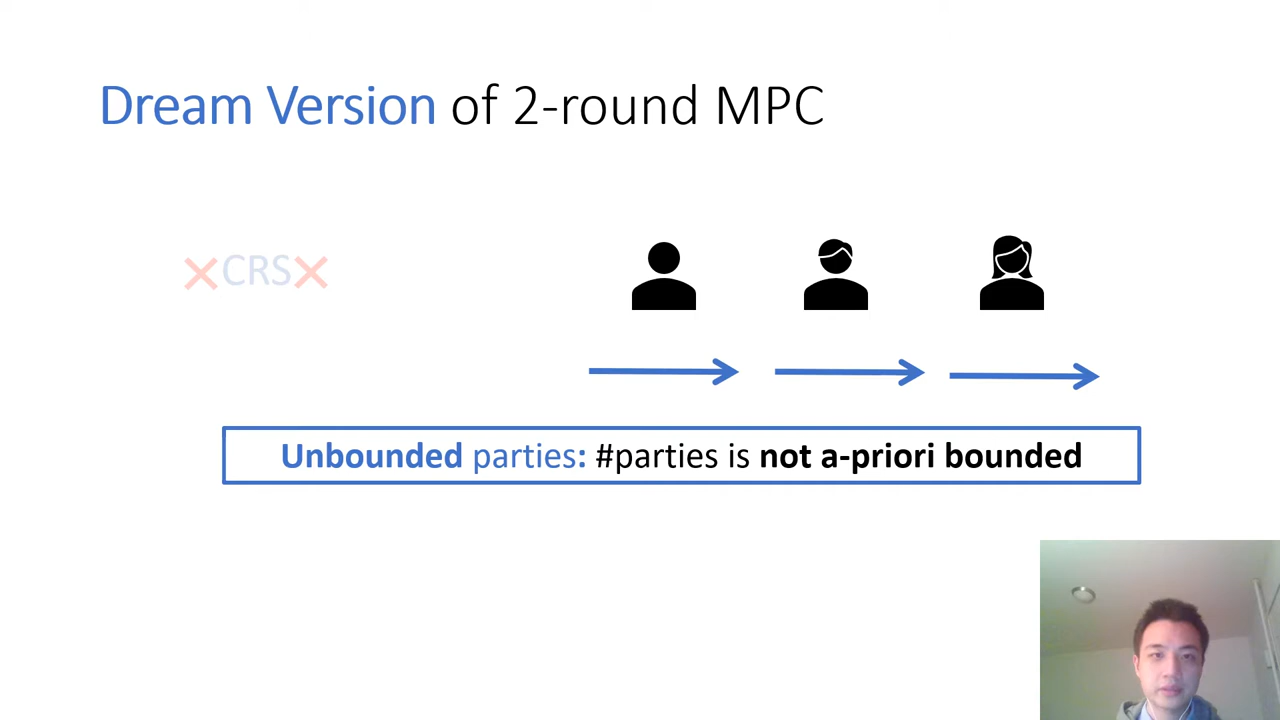 Dream Version of 2-round MPC
❌CRS❌
Unbounded parties: #parties is not a-priori bounded